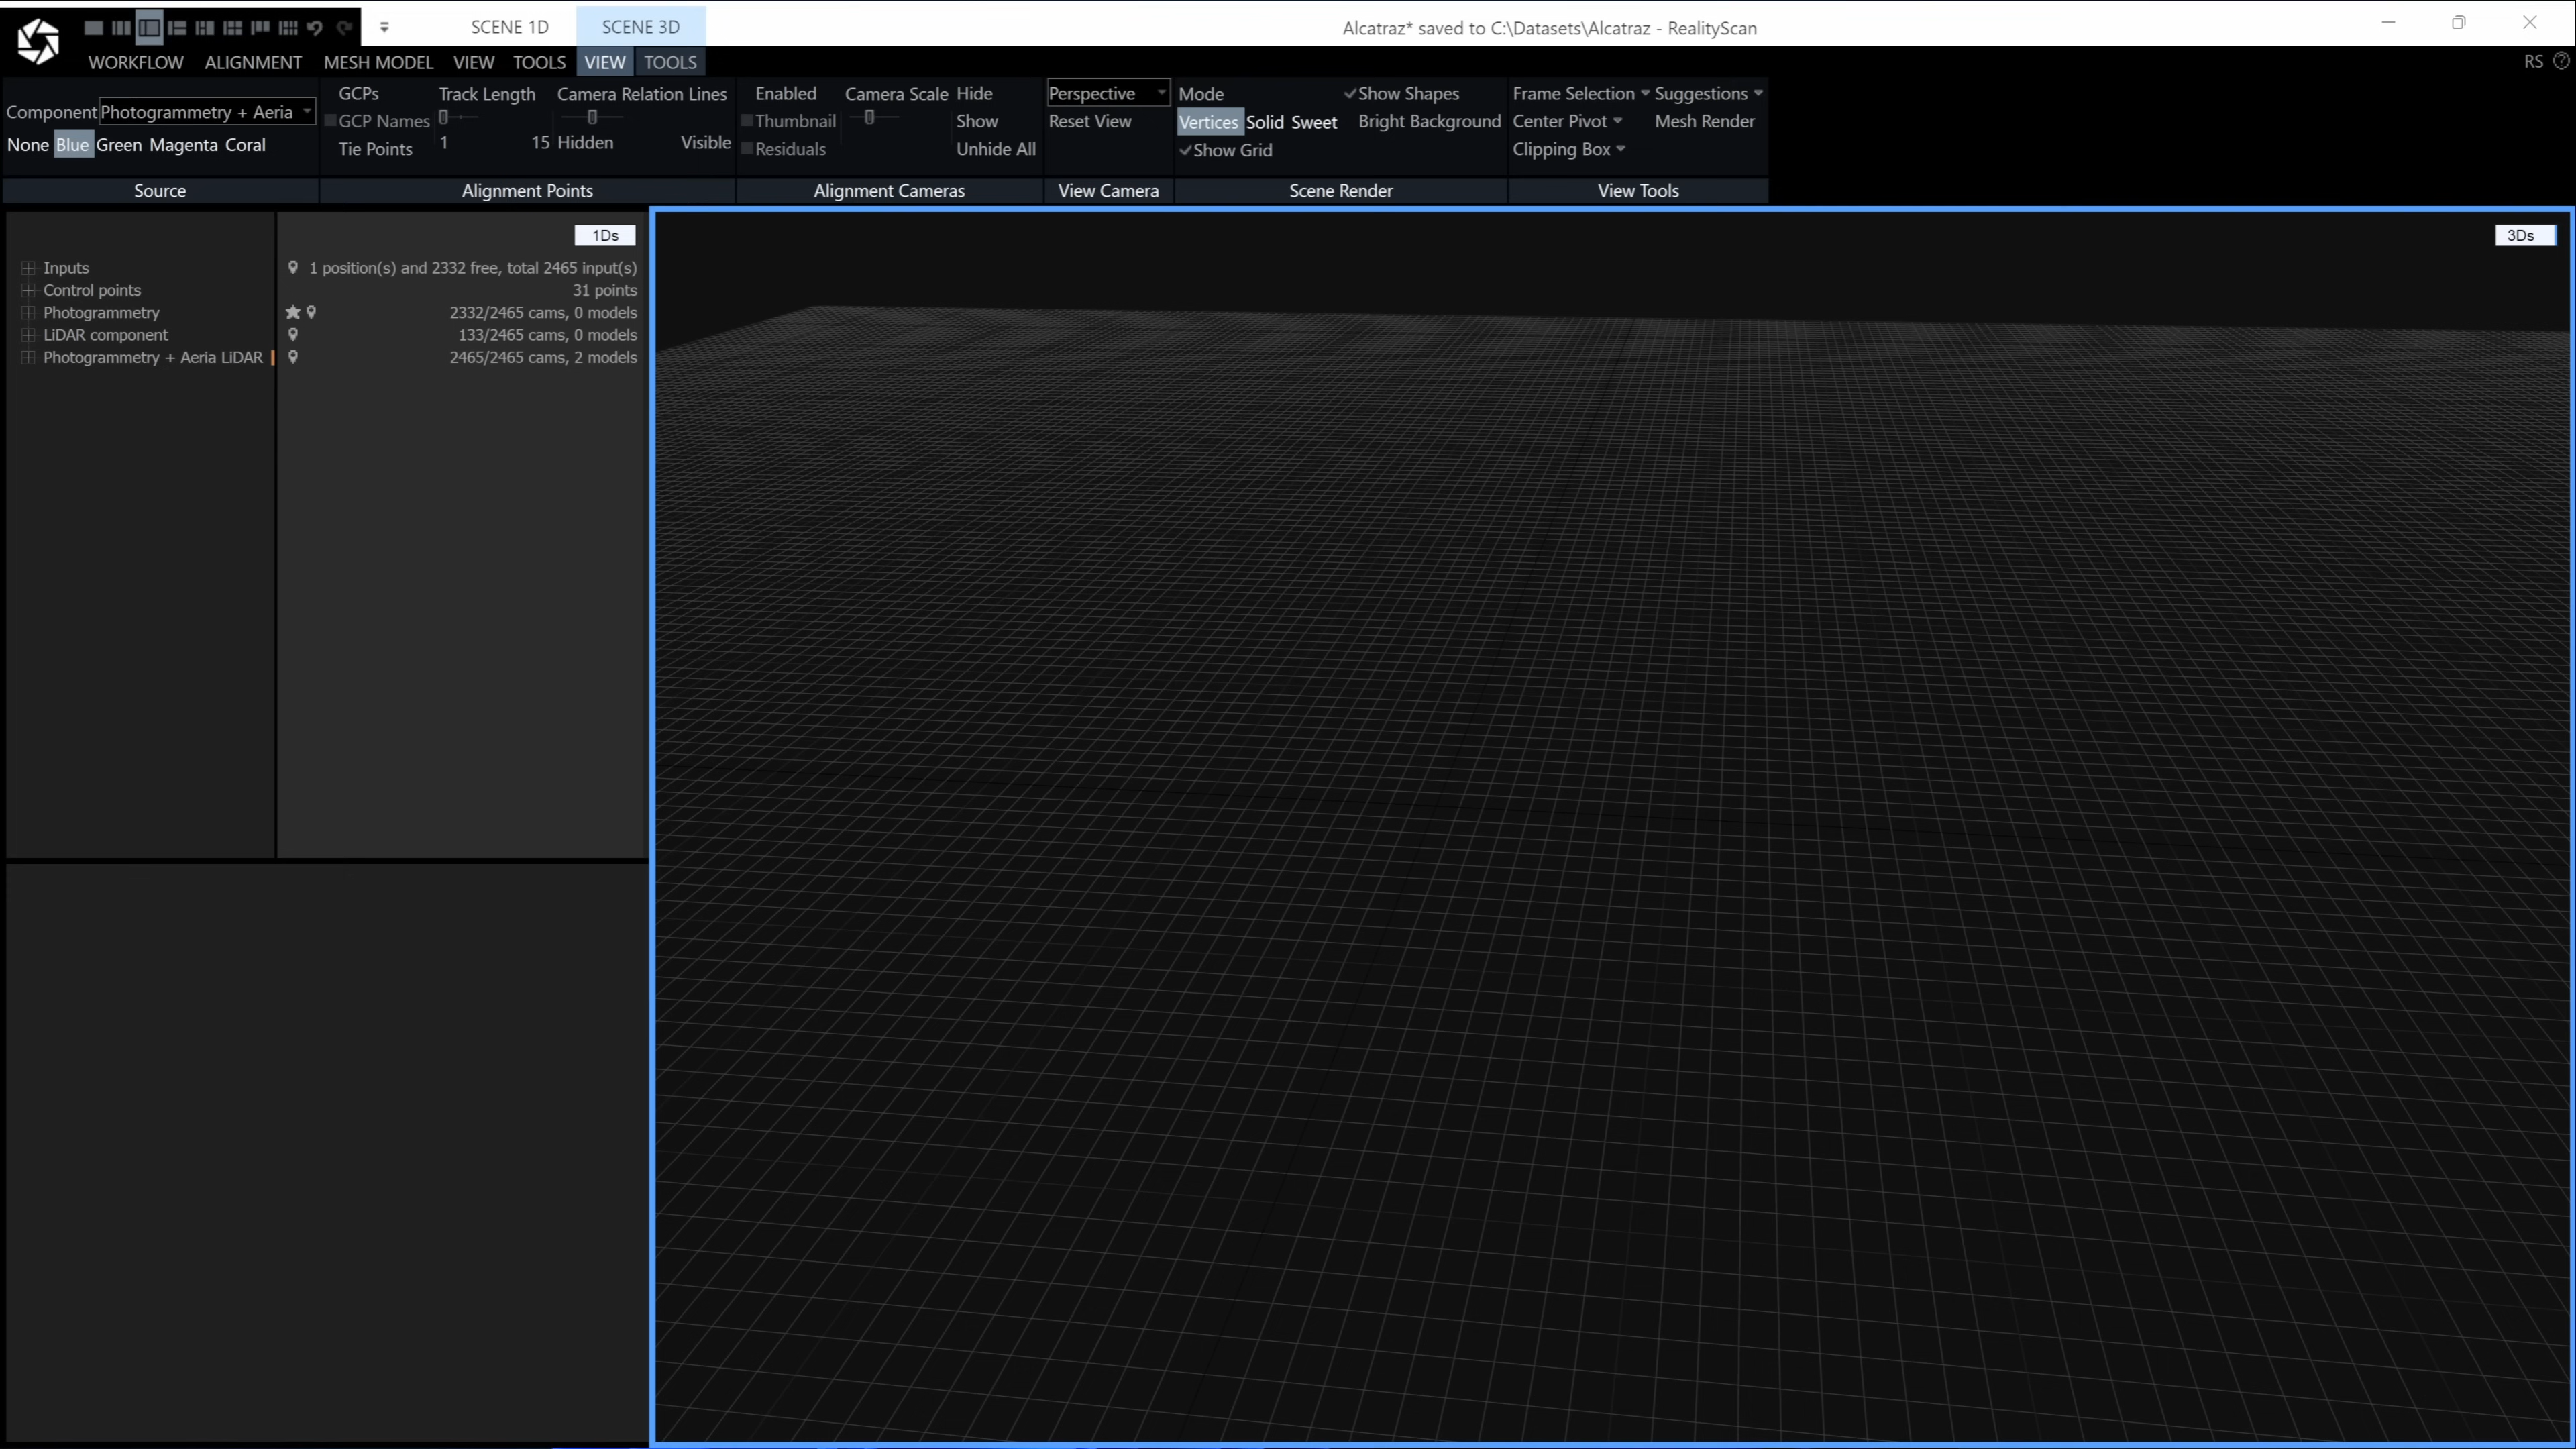 SCENE 1D SCENE 3D Alcatraz* saved to C:\Datasets\Alcatraz - RealityScan
WORKFLOW ALIGNMENT MESH MODEL VIEW TOOLS VIEW TOOLS RS
Component Photogrammetry + Aeria
None Blue Green Magenta Coral
Source
GCPs
GCP Names
Tie Points
Track Length
1 15
Camera Relation Lines
Hidden Visible
Alignment Points
Enabled
Thumbnail
Residuals
Camera Scale
Hide
Show
Unhide All
Alignment Cameras
Perspective
Reset View
View Camera
Mode
Vertices Solid Sweet
Show Grid
Show Shapes
Bright Background
Scene Render
Frame Selection
Center Pivot
Clipping Box
Suggestions
Mesh Render
View Tools
1Ds
Inputs 1 position(s) and 2332 free, total 2465 input(s)
Control points 31 points
Photogrammetry 2332/2465 cams, 0 models
LiDAR component 133/2465 cams, 0 models
Photogrammetry + Aeria LiDAR 2465/2465 cams, 2 models
3Ds